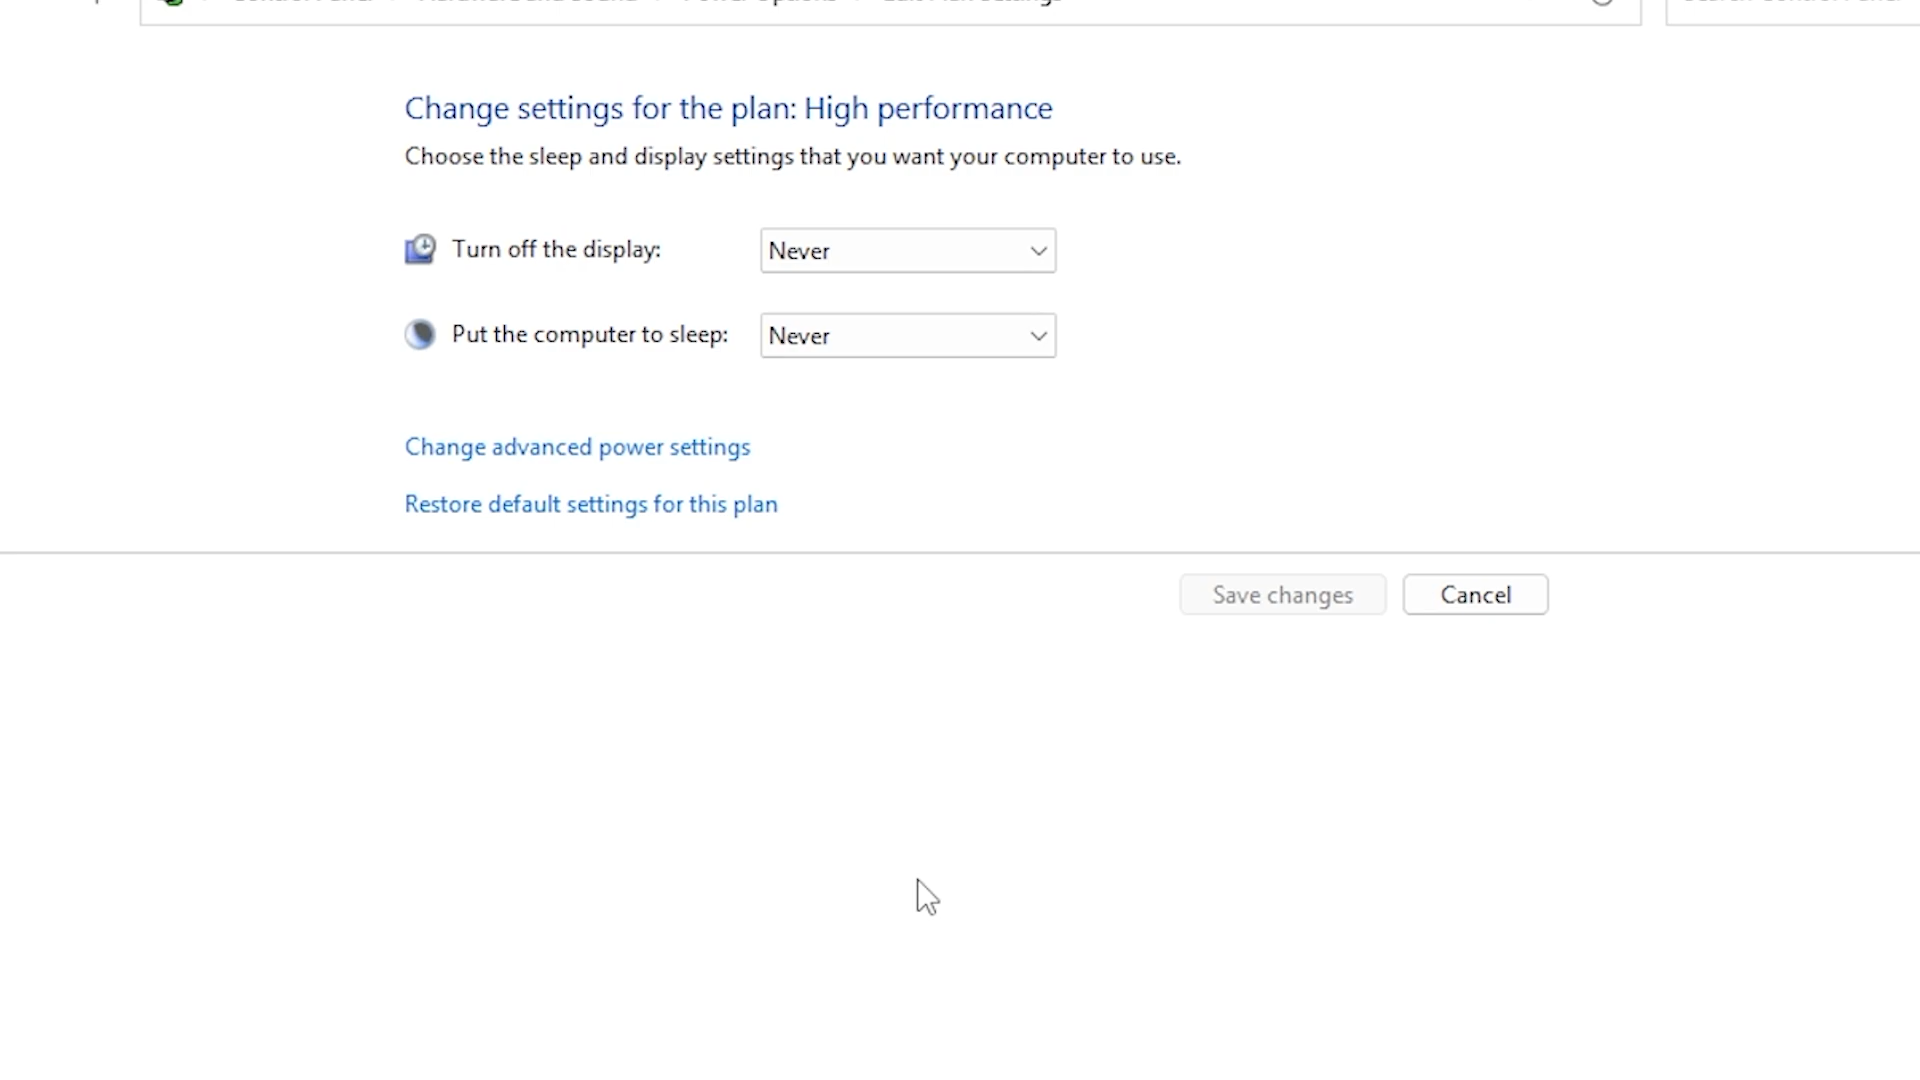 Change settings for the plan: High performance
Choose the sleep and display settings that you want your computer to use.
Turn off the display:
Never
Put the computer to sleep:
Never
Change advanced power settings
Restore default settings for this plan
Save changes
Cancel